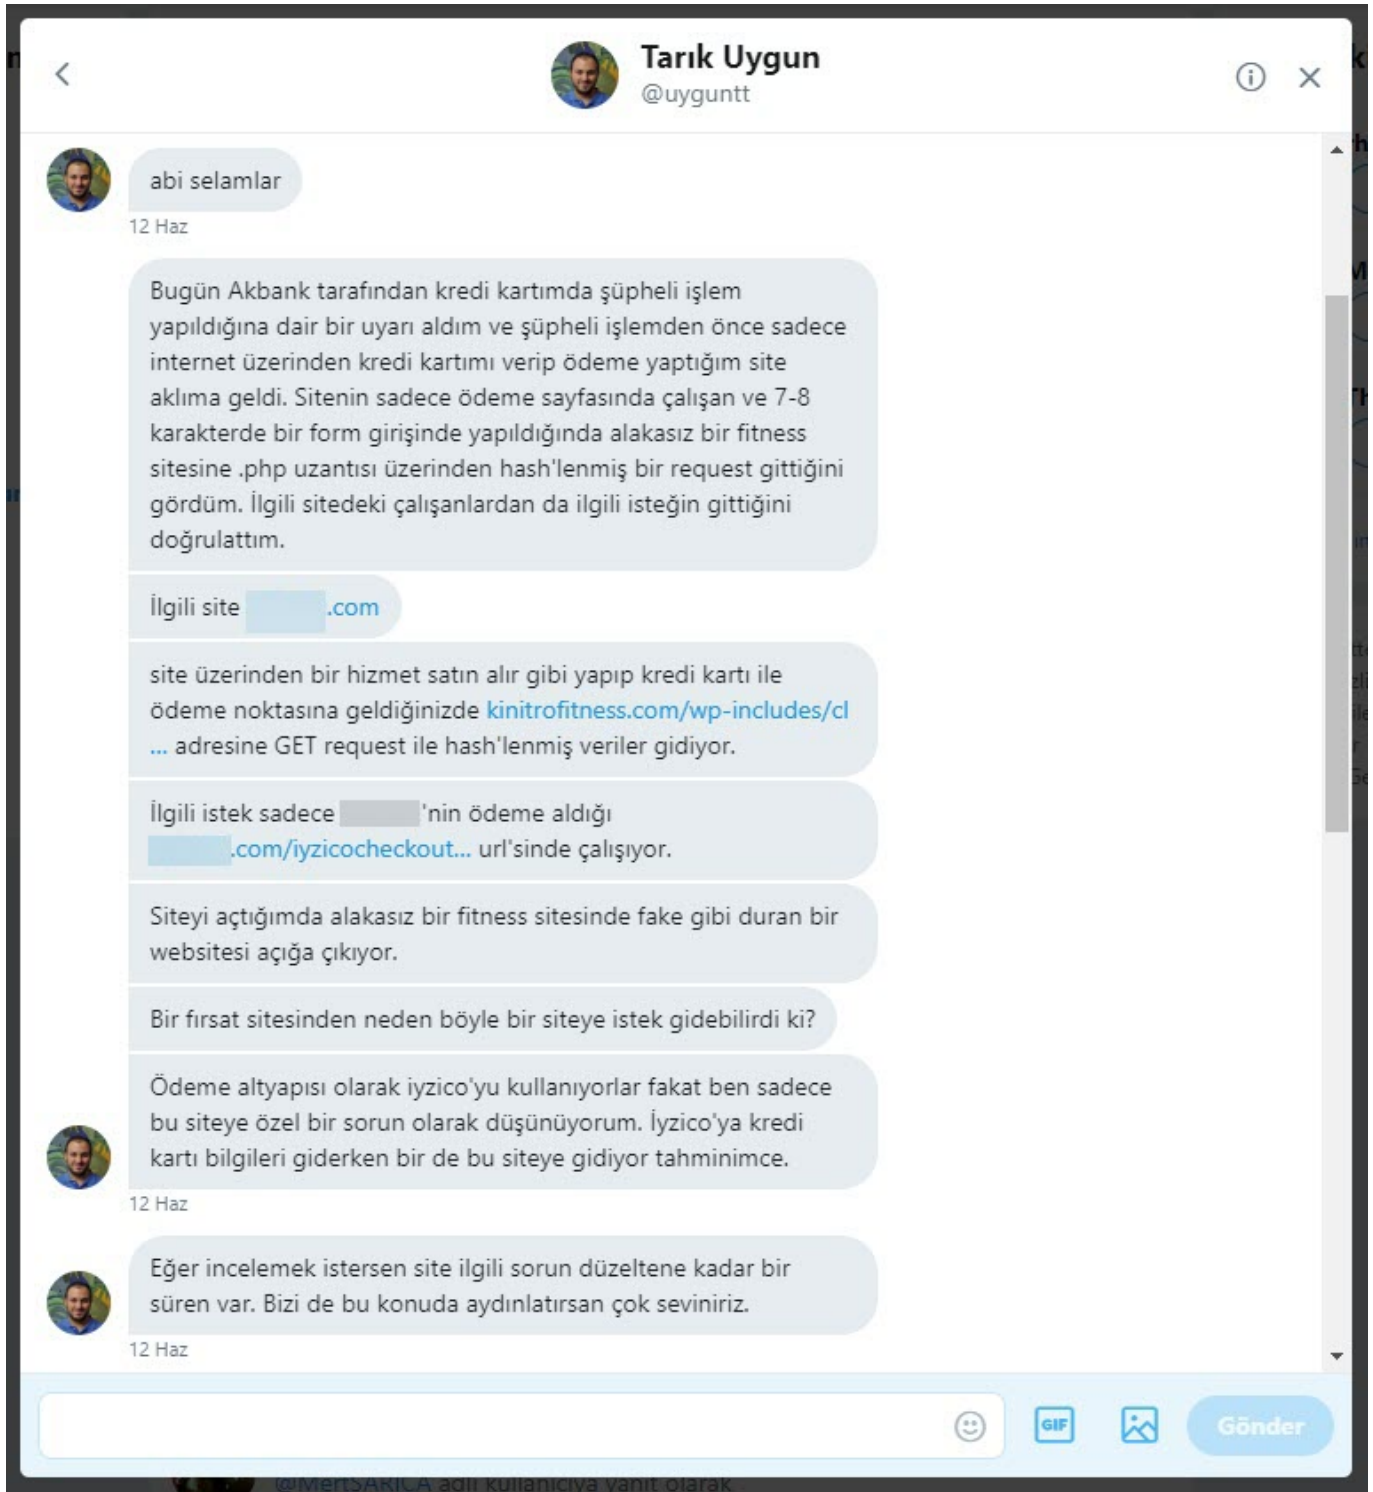 Tarık Uygun
@uyguntt
abi selamlar
12 Haz
Bugün Akbank tarafından kredi kartımda şüpheli işlem
yapıldığına dair bir uyarı aldım ve şüpheli işlemden önce sadece
internet üzerinden kredi kartımı verip ödeme yaptığım site
aklıma geldi. Sitenin sadece ödeme sayfasında çalışan ve 7-8
karakterde bir form girişinde yapıldığında alakasız bir fitness
sitesine .php uzantısı üzerinden hash'lenmiş bir request gittiğini
gördüm. İlgili sitedeki çalışanlardan da ilgili isteğin gittiğini
doğrulattım.
İlgili site .com
site üzerinden bir hizmet satın alır gibi yapıp kredi kartı ile
ödeme noktasına geldiğinizde kinitrofitness.com/wp-includes/cl
... adresine GET request ile hash'lenmiş veriler gidiyor.
İlgili istek sadece 'nin ödeme aldığı
.com/iyzicocheckout... url'sinde çalışıyor.
Siteyi açtığımda alakasız bir fitness sitesinde fake gibi duran bir
websitesi açığa çıkıyor.
Bir fırsat sitesinden neden böyle bir siteye istek gidebilirdi ki?
Ödeme altyapısı olarak iyzico'yu kullanıyorlar fakat ben sadece
bu siteye özel bir sorun olarak düşünüyorum. İyzico'ya kredi
kartı bilgileri giderken bir de bu siteye gidiyor tahminimce.
12 Haz
Eğer incelemek istersen site ilgili sorun düzeltene kadar bir
süren var. Bizi de bu konuda aydınlatırsan çok seviniriz.
12 Haz
GIF
Gönder
@MertSARICA adlı kullanıcıya yanıt olarak